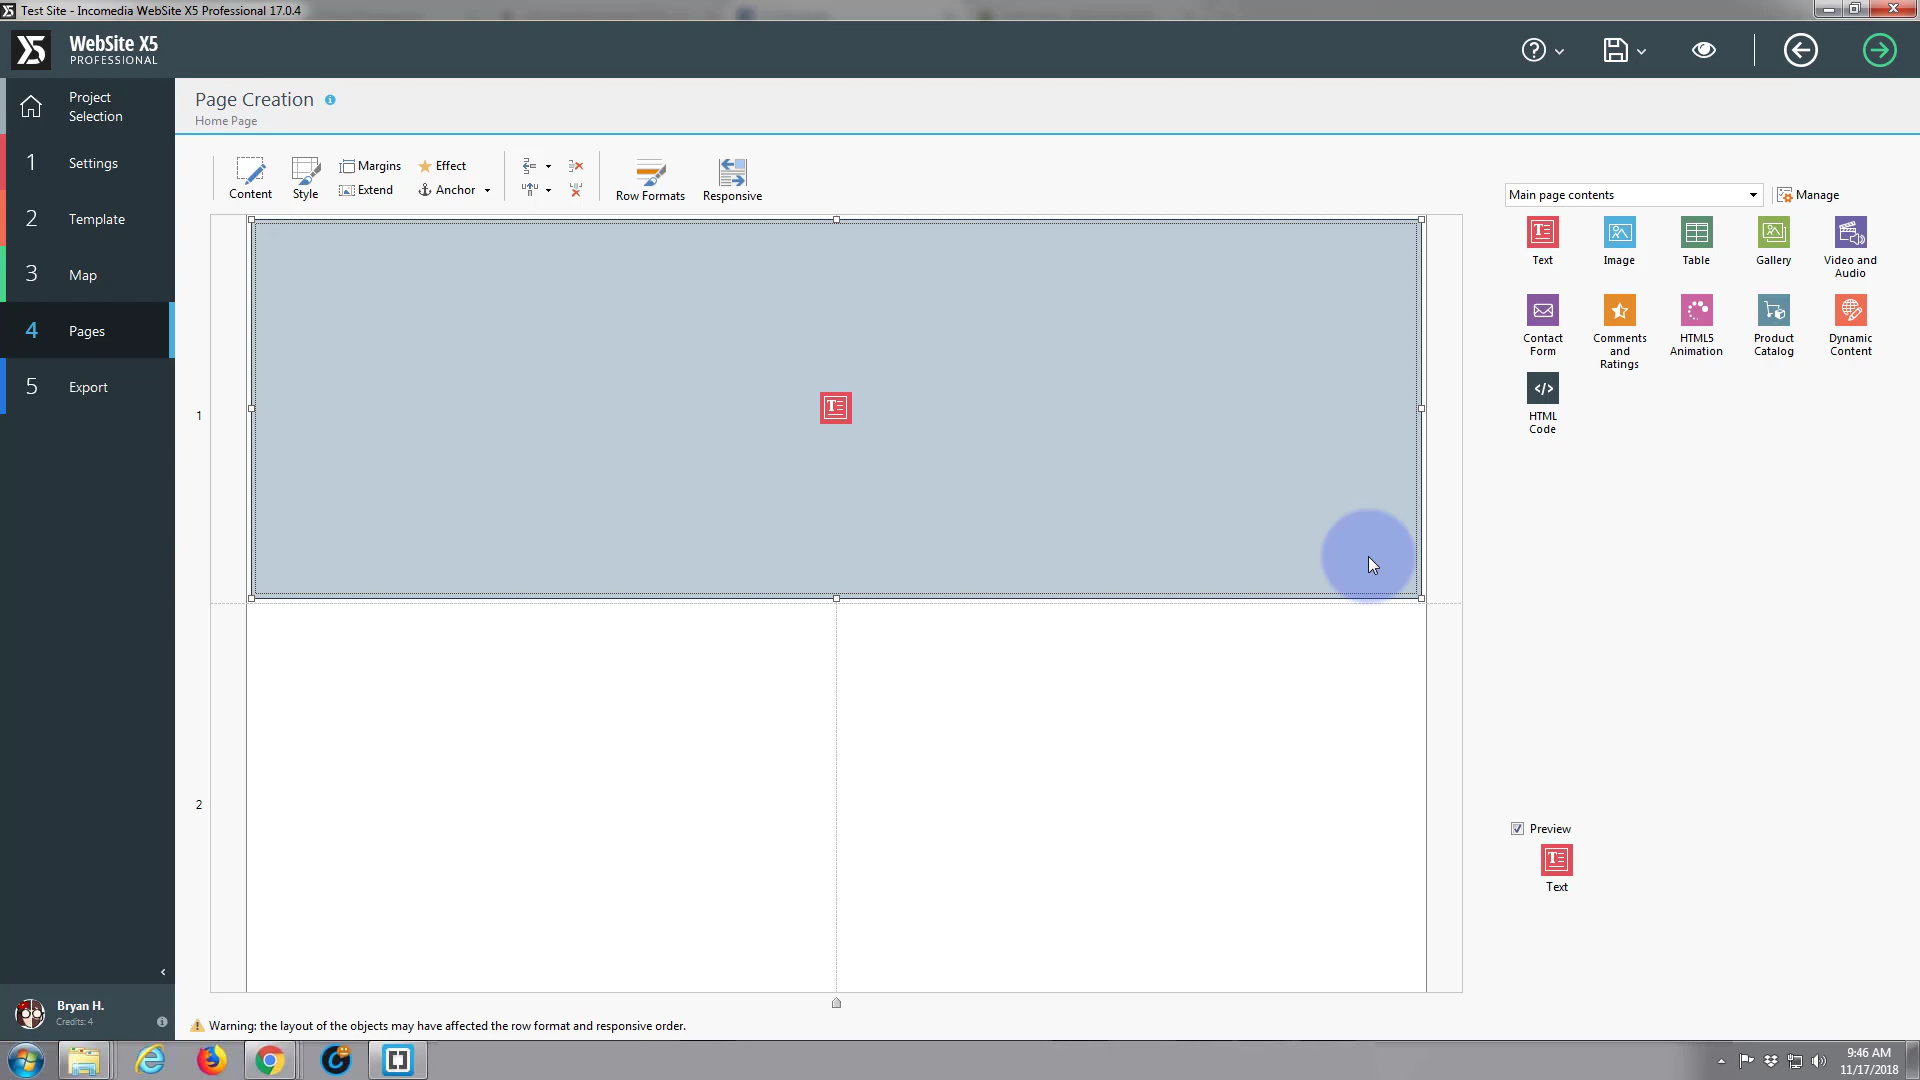 Test Site - Incomedia WebSite X5 Professional 17.0.4
WebSite X5
PROFESSIONAL
Project
Selection
1 Settings
2 Template
3 Map
4 Pages
5 Export
Page Creation
Home Page
Content
Style
Margins
Extend
Effect
Anchor
Row Formats
Responsive
Main page contents
Manage
Text
Image
Table
Gallery
Video and
Audio
Contact
Form
Comments
and
Ratings
HTML5
Animation
Product
Catalog
Dynamic
Content
HTML
Code
1
2
Preview
Text
Bryan H.
Credits: 4
Warning: the layout of the objects may have affected the row format and responsive order.
9:46 AM
11/17/2018